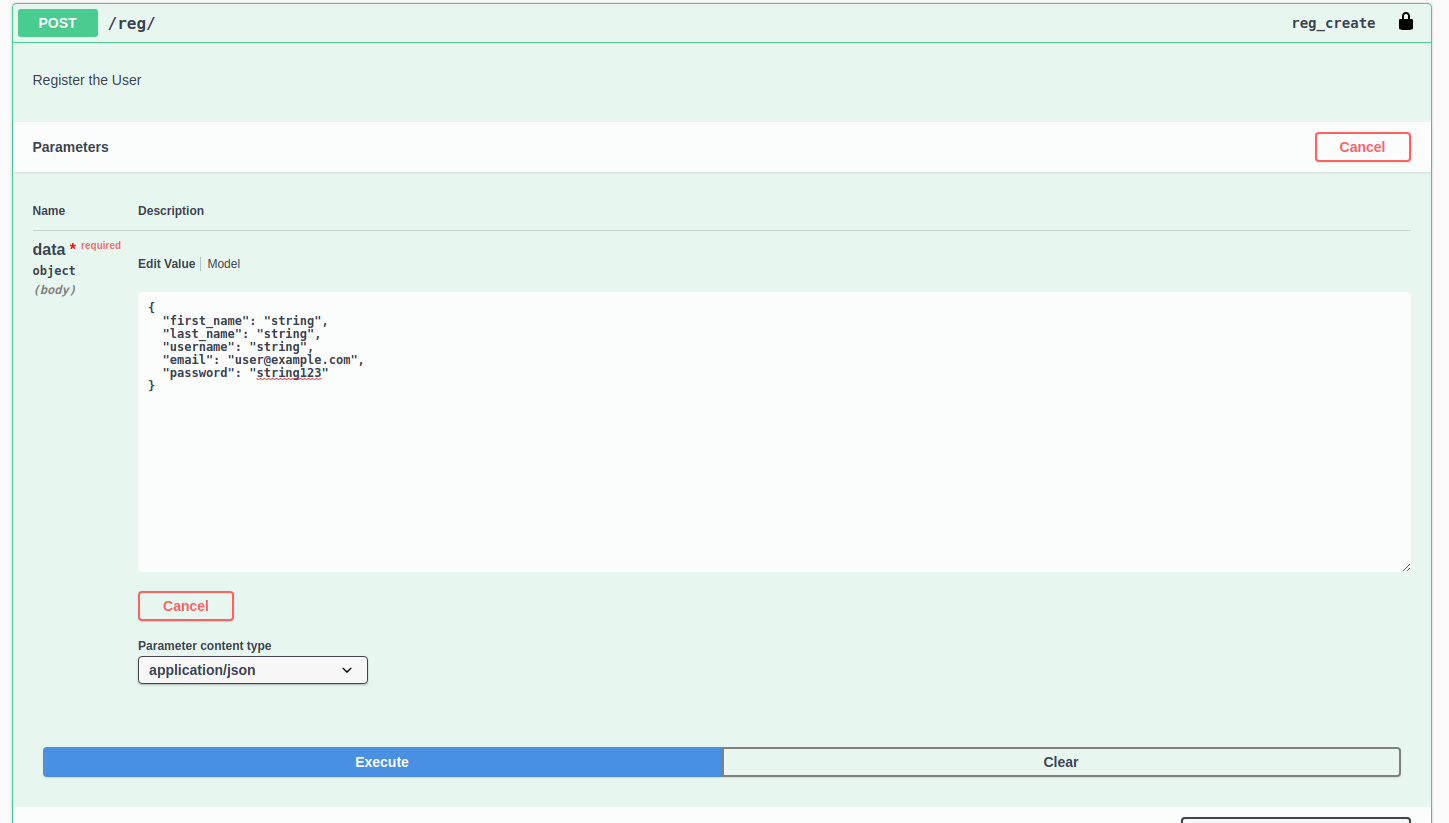 POST /reg/ reg_create
Register the User
Parameters Cancel
Name Description
data * required
object
(body)
Edit Value Model
{
  "first_name": "string",
  "last_name": "string",
  "username": "string",
  "email": "user@example.com",
  "password": "string123"
}
Cancel
Parameter content type
application/json
Execute Clear